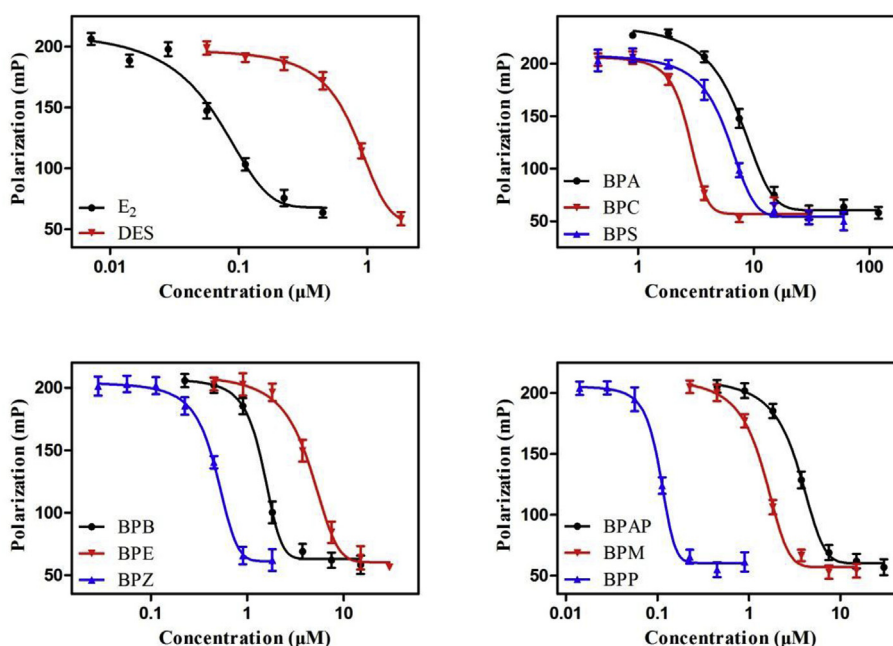 Polarization (mP)
200
150
100
50
E2
DES
0.01
0.1
1
Concentration (μM)
Polarization (mP)
200
150
100
50
BPA
BPC
BPS
1
10
100
Concentration (μM)
Polarization (mP)
200
150
100
50
BPB
BPE
BPZ
0.1
1
10
Concentration (μM)
Polarization (mP)
200
150
100
50
BPAP
BPM
BPP
0.01
0.1
1
10
Concentration (μM)